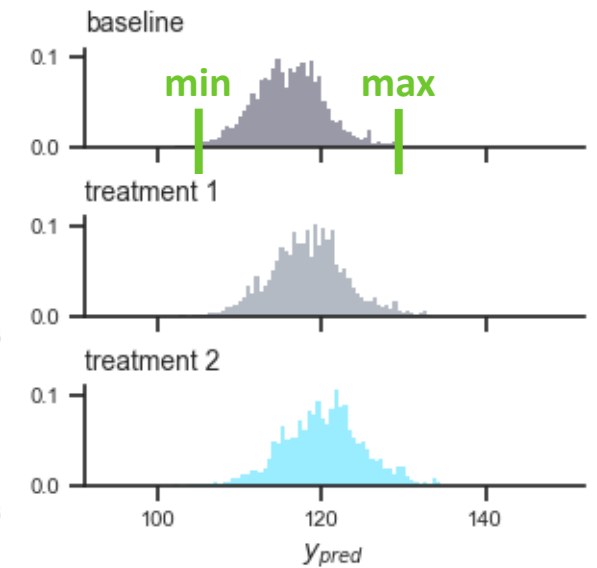 baseline
0.1
min max
0.0
treatment 1
0.1
0.0
treatment 2
0.1
0.0
100 120 140
y_pred